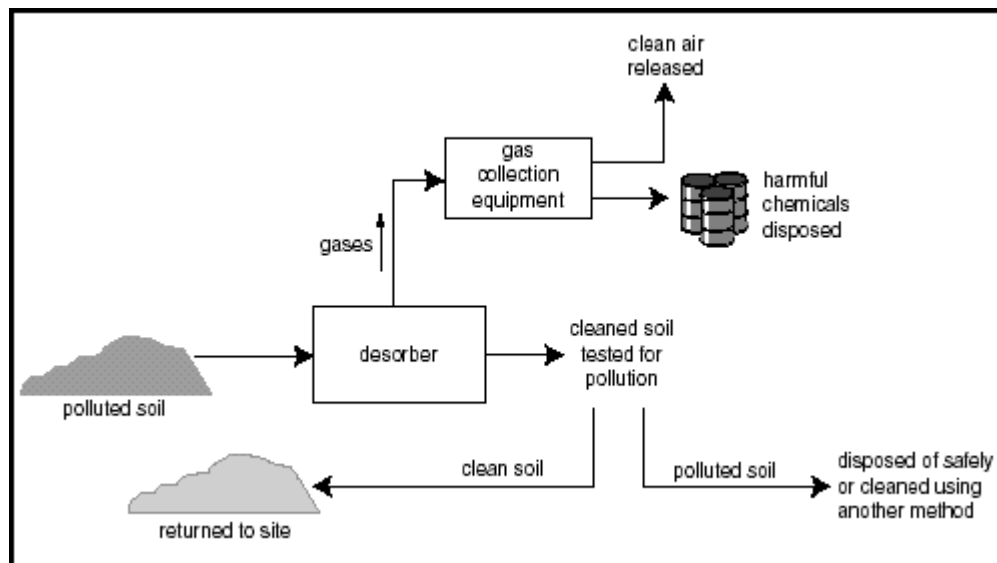 clean air
released
gas
collection
equipment
harmful
chemicals
disposed
gases
desorber
cleaned soil
tested for
pollution
polluted soil
clean soil
polluted soil
disposed of safely
or cleaned using
another method
returned to site